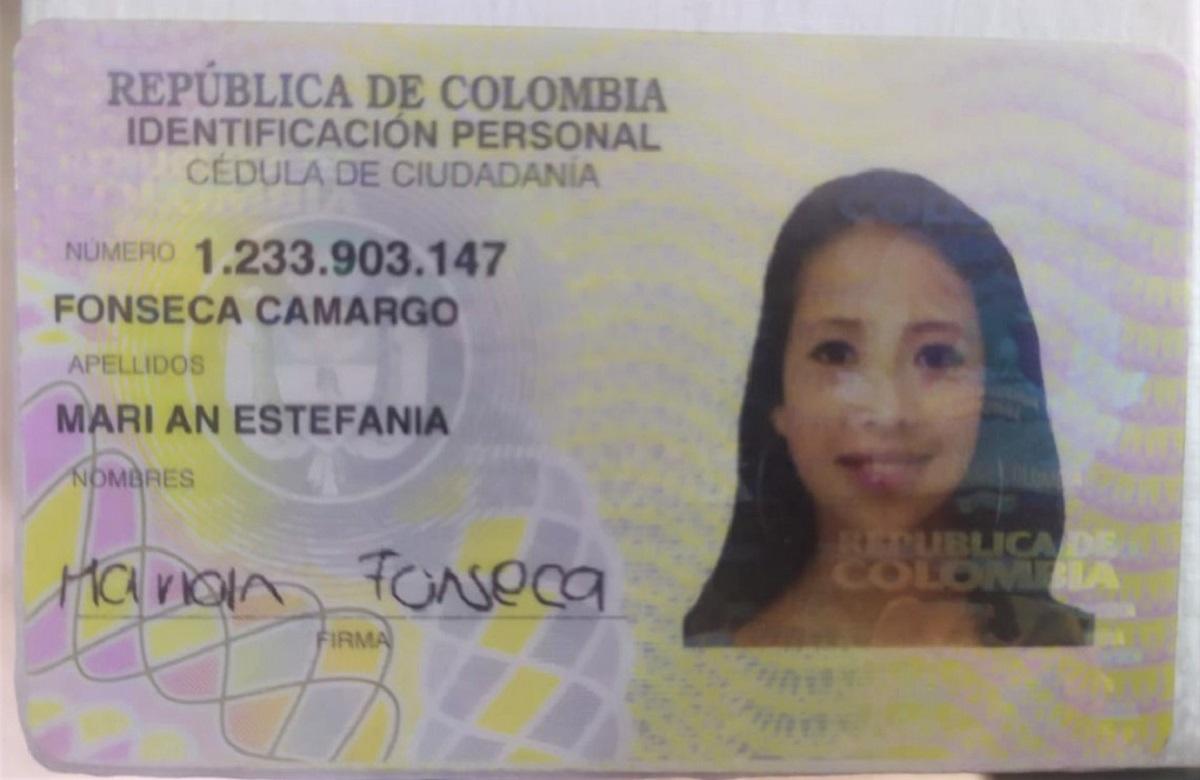 REPÚBLICA DE COLOMBIA
IDENTIFICACIÓN PERSONAL
CÉDULA DE CIUDADANÍA
NÚMERO 1.233.903.147
FONSECA CAMARGO
APELLIDOS
MARI AN ESTEFANIA
NOMBRES
Marian Fonseca
FIRMA
REPUBLICA DE
COLOMBIA